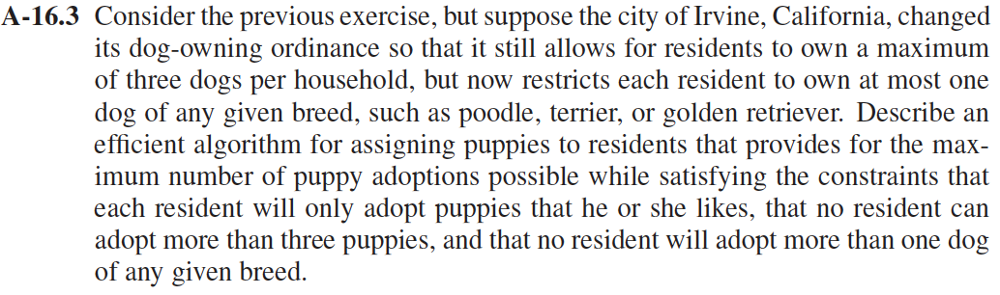 A-16.3 Consider the previous exercise, but suppose the city of Irvine, California, changed
its dog-owning ordinance so that it still allows for residents to own a maximum
of three dogs per household, but now restricts each resident to own at most one
dog of any given breed, such as poodle, terrier, or golden retriever. Describe an
efficient algorithm for assigning puppies to residents that provides for the max-
imum number of puppy adoptions possible while satisfying the constraints that
each resident will only adopt puppies that he or she likes, that no resident can
adopt more than three puppies, and that no resident will adopt more than one dog
of any given breed.